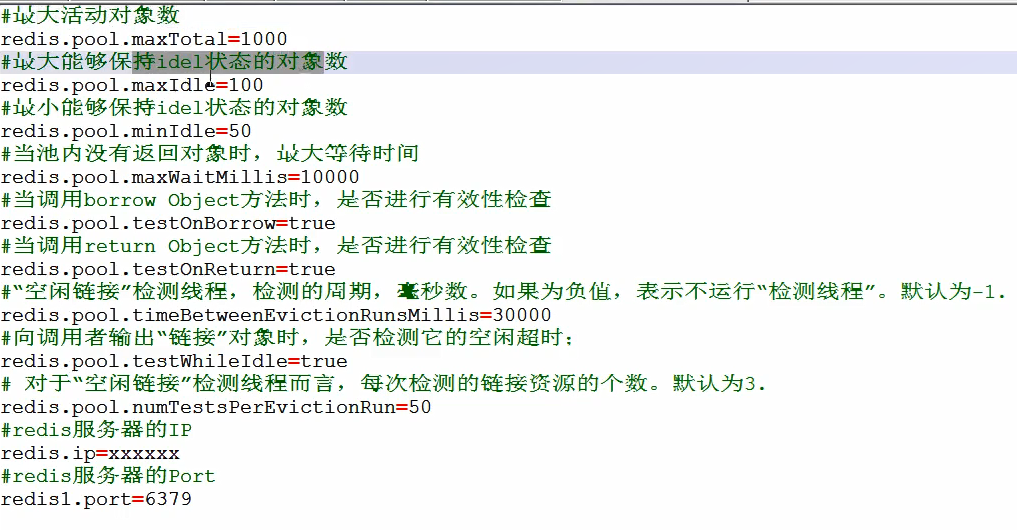 #最大活动对象数
redis.pool.maxTotal=1000
#最大能够保持idel状态的对象数
redis.pool.maxIdle=100
#最小能够保持idel状态的对象数
redis.pool.minIdle=50
#当池内没有返回对象时，最大等待时间
redis.pool.maxWaitMillis=10000
#当调用borrow Object方法时，是否进行有效性检查
redis.pool.testOnBorrow=true
#当调用return Object方法时，是否进行有效性检查
redis.pool.testOnReturn=true
#“空闲链接”检测线程，检测的周期，毫秒数。如果为负值，表示不运行“检测线程”。默认为-1.
redis.pool.timeBetweenEvictionRunsMillis=30000
#向调用者输出“链接”对象时，是否检测它的空闲超时；
redis.pool.testWhileIdle=true
# 对于“空闲链接”检测线程而言，每次检测的链接资源的个数。默认为3.
redis.pool.numTestsPerEvictionRun=50
#redis服务器的IP
redis.ip=xxxxxx
#redis服务器的Port
redis1.port=6379